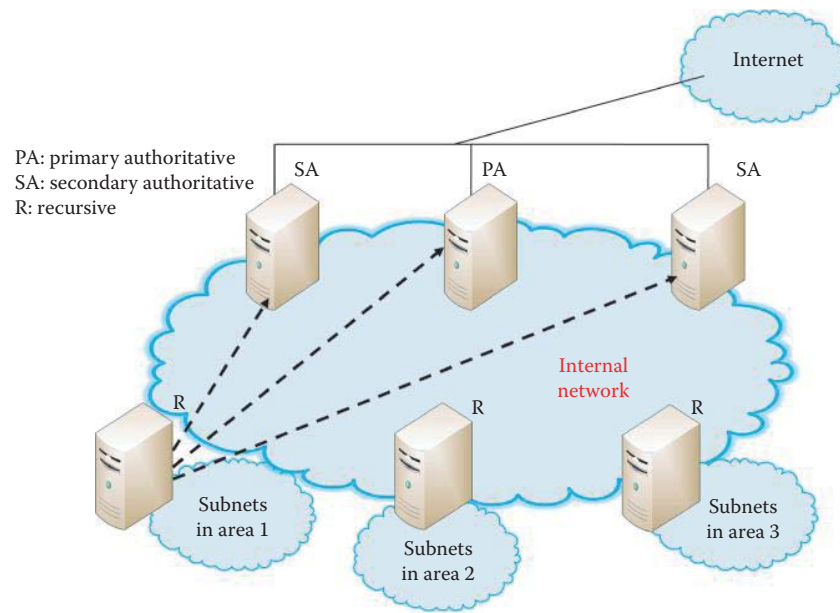 Internet
PA: primary authoritative
SA: secondary authoritative
R: recursive
SA
PA
SA
Internal
network
R
R
R
Subnets
in area 1
Subnets
in area 2
Subnets
in area 3